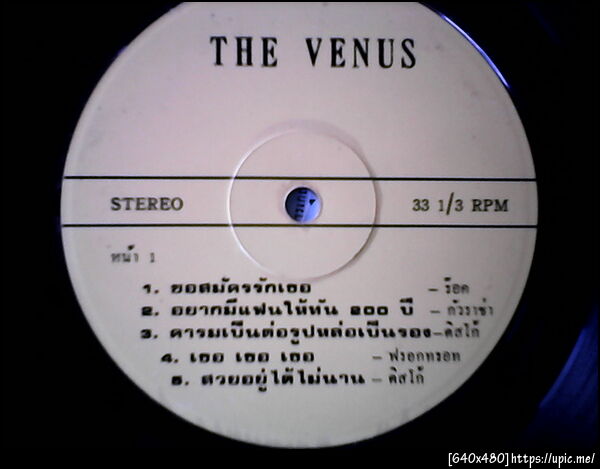 THE VENUS
STEREO 33 1/3 RPM
หน้า 1
1. ขอสมัครรักเธอ - ร็อค
2. อยากมีแฟนให้ทัน 200 ปี - กัวราช่า
3. คารมเป็นต่อรูปหล่อเป็นรอง-ดิสโก้
4. เธอ เธอ เธอ - ฟรอกทรอท
5. สวยอยู่ได้ไม่นาน - ดิสโก้
[640x480]https://upic.me/